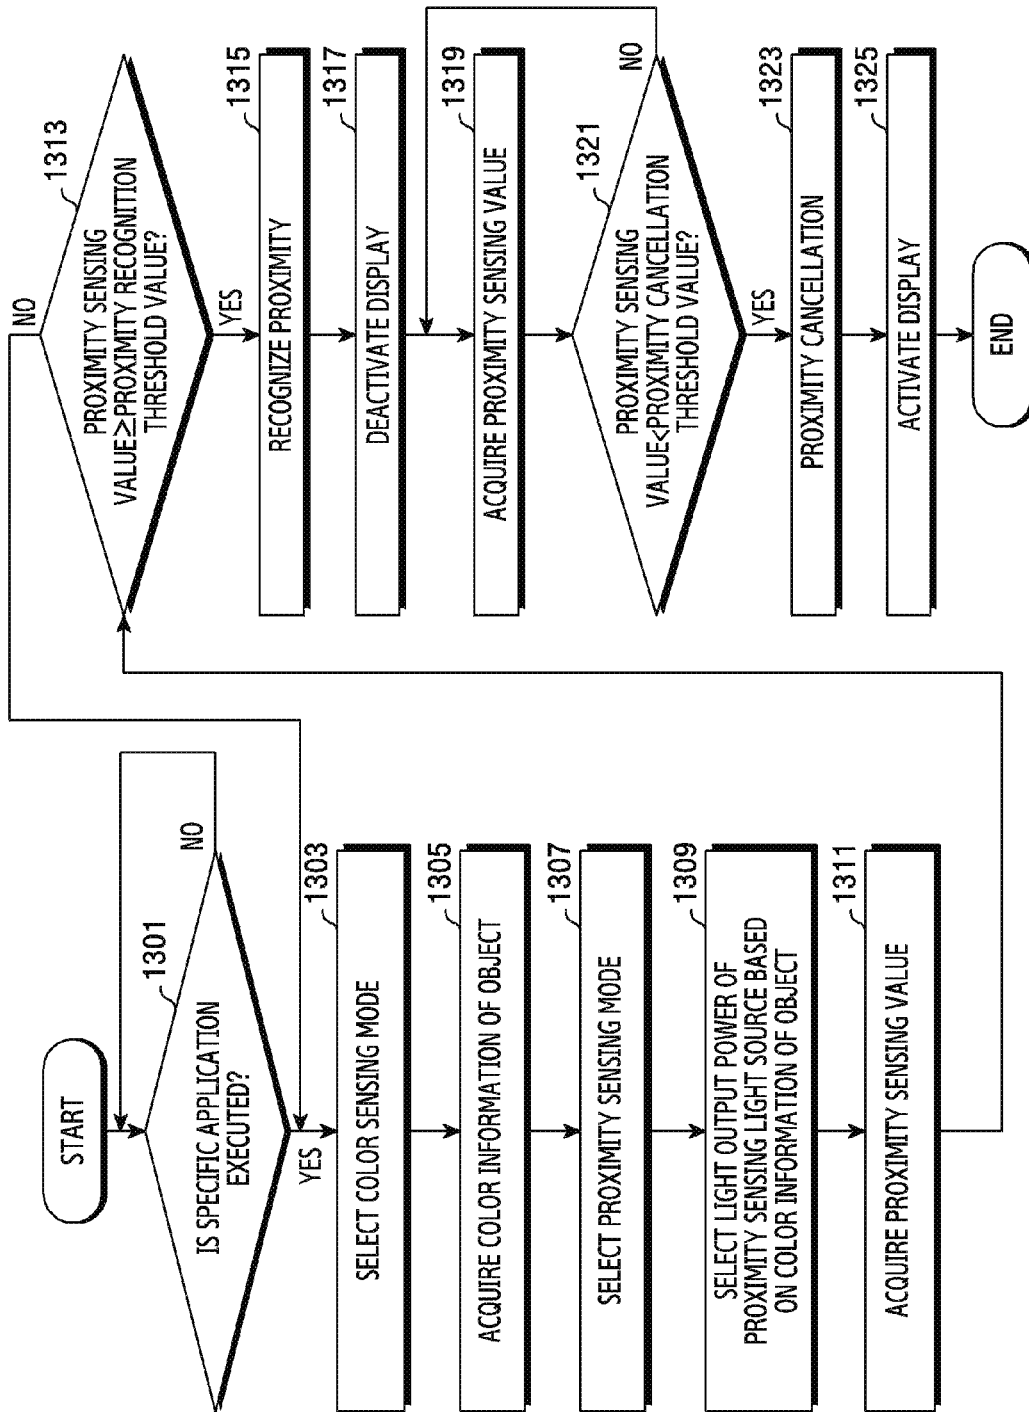 START
1301
IS SPECIFIC APPLICATION
EXECUTED?
NO
YES
1303
SELECT COLOR SENSING MODE
1305
ACQUIRE COLOR INFORMATION OF OBJECT
1307
SELECT PROXIMITY SENSING MODE
1309
SELECT LIGHT OUTPUT POWER OF
PROXIMITY SENSING LIGHT SOURCE BASED
ON COLOR INFORMATION OF OBJECT
1311
ACQUIRE PROXIMITY SENSING VALUE
NO
1313
PROXIMITY SENSING
VALUE≥PROXIMITY RECOGNITION
THRESHOLD VALUE?
YES
1315
RECOGNIZE PROXIMITY
1317
DEACTIVATE DISPLAY
1319
ACQUIRE PROXIMITY SENSING VALUE
1321
PROXIMITY SENSING
VALUE<PROXIMITY CANCELLATION
THRESHOLD VALUE?
NO
YES
1323
PROXIMITY CANCELLATION
1325
ACTIVATE DISPLAY
END